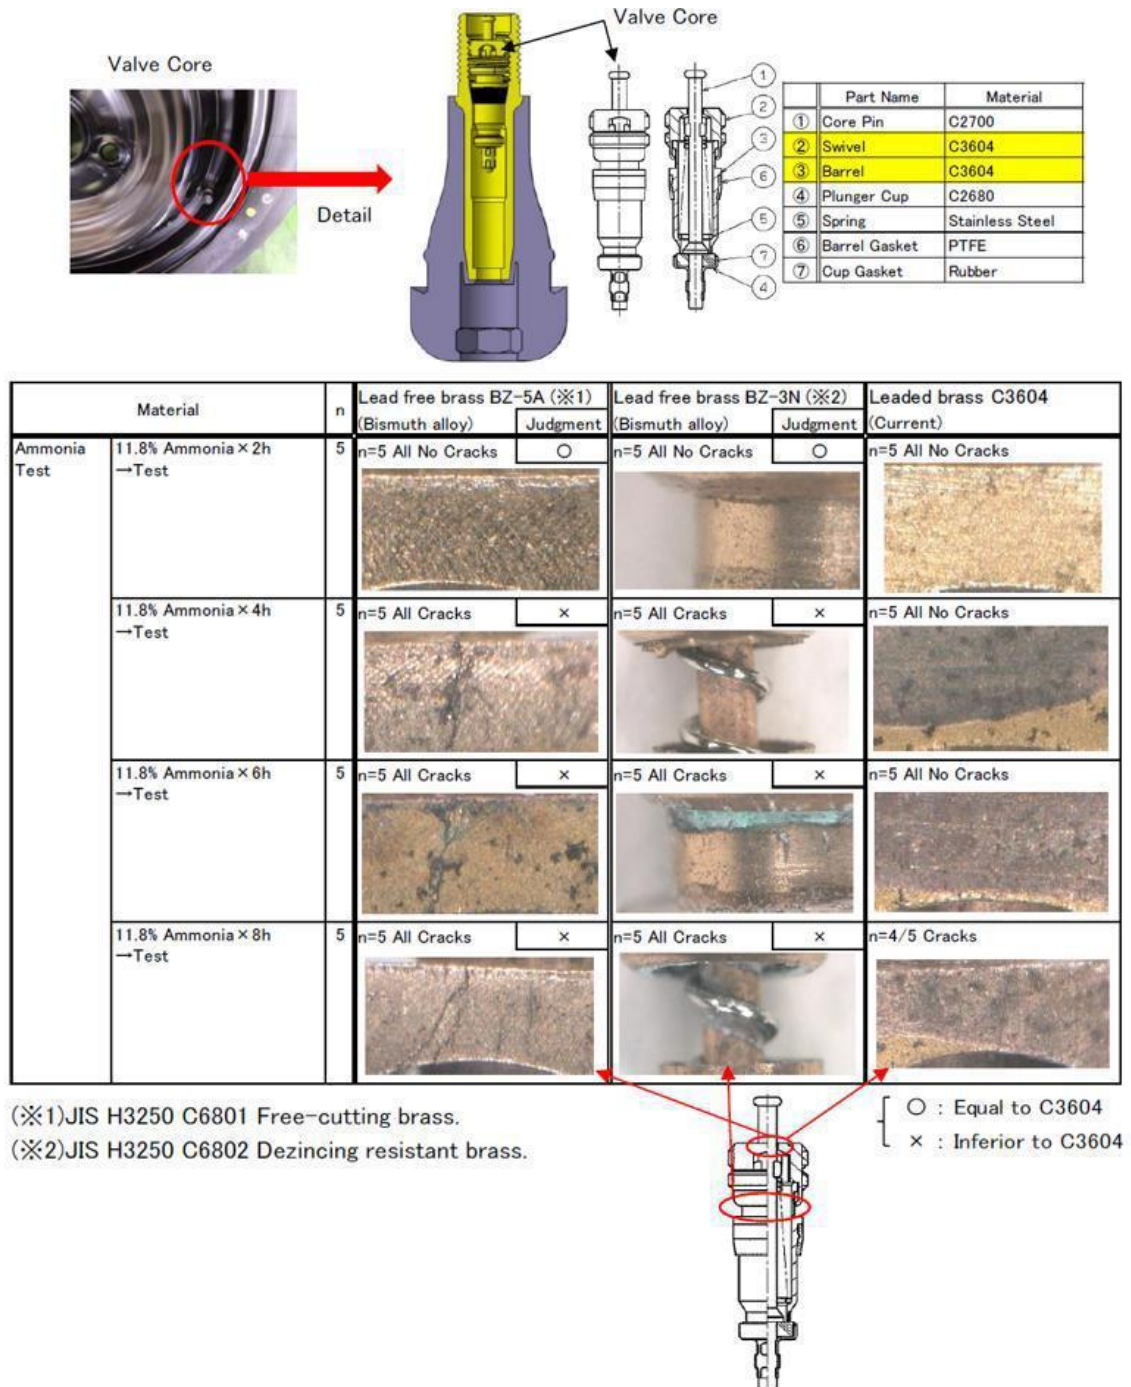 Valve Core
Valve Core
Detail
1
2
3
6
5
7
4
Part Name Material
① Core Pin C2700
② Swivel C3604
③ Barrel C3604
④ Plunger Cup C2680
⑤ Spring Stainless Steel
⑥ Barrel Gasket PTFE
⑦ Cup Gasket Rubber
Material n Lead free brass BZ-5A (※1) (Bismuth alloy) Judgment Lead free brass BZ-3N (※2) (Bismuth alloy) Judgment Leaded brass C3604 (Current)
Ammonia Test
11.8% Ammonia×2h →Test 5 n=5 All No Cracks ○ n=5 All No Cracks ○ n=5 All No Cracks
11.8% Ammonia×4h →Test 5 n=5 All Cracks × n=5 All Cracks × n=5 All No Cracks
11.8% Ammonia×6h →Test 5 n=5 All Cracks × n=5 All Cracks × n=5 All No Cracks
11.8% Ammonia×8h →Test 5 n=5 All Cracks × n=5 All Cracks × n=4/5 Cracks
(※1)JIS H3250 C6801 Free-cutting brass.
(※2)JIS H3250 C6802 Dezincing resistant brass.
○ : Equal to C3604
× : Inferior to C3604